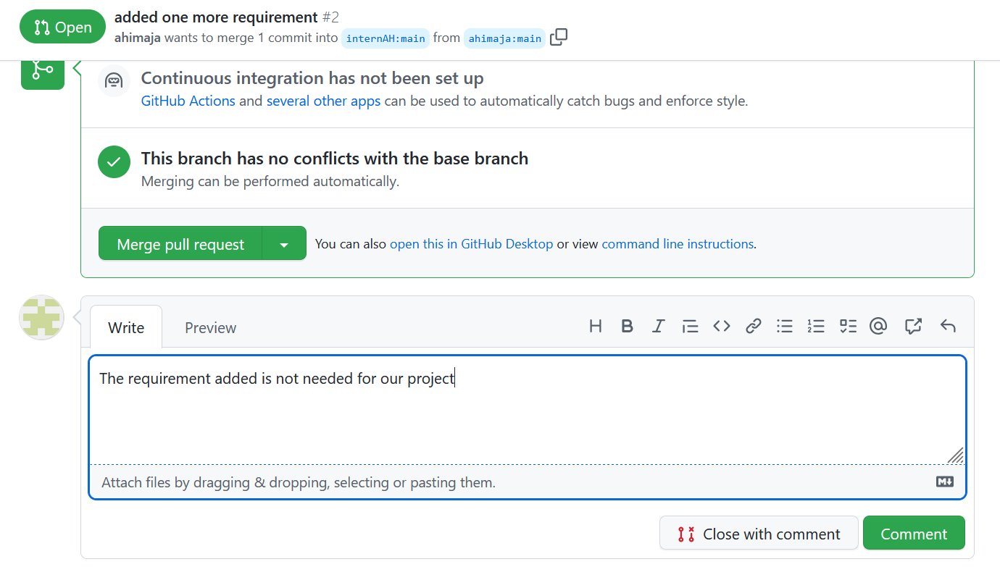 Open
added one more requirement #2
ahimaja wants to merge 1 commit into internAH:main from ahimaja:main
Continuous integration has not been set up
GitHub Actions and several other apps can be used to automatically catch bugs and enforce style.
This branch has no conflicts with the base branch
Merging can be performed automatically.
Merge pull request
You can also open this in GitHub Desktop or view command line instructions.
Write
Preview
The requirement added is not needed for our project
Attach files by dragging & dropping, selecting or pasting them.
Close with comment
Comment